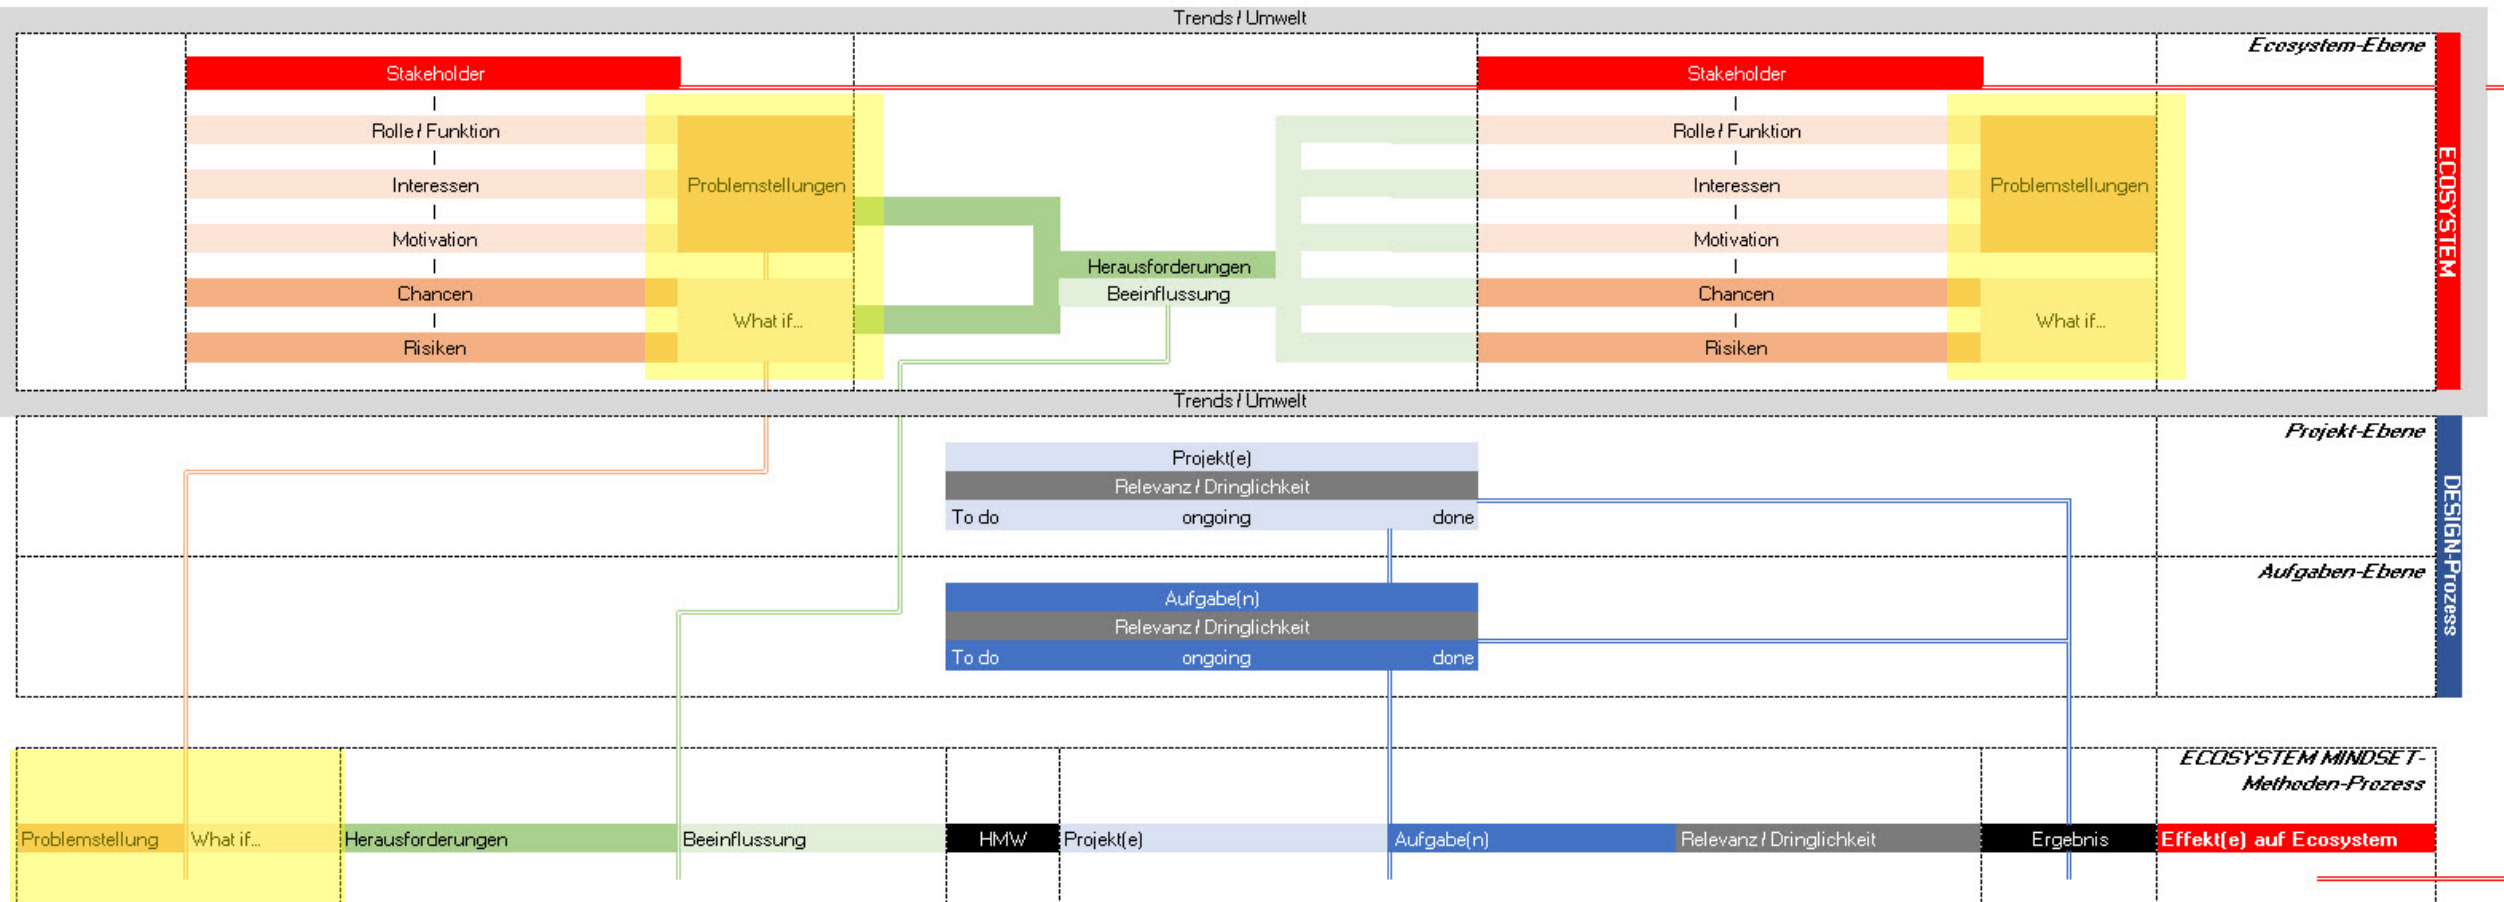 Trends / Umwelt
Ecosystem-Ebene
Stakeholder
Rolle / Funktion
Interessen
Motivation
Chancen
Risiken
Problemstellungen
What if...
Herausforderungen
Beeinflussung
Stakeholder
Rolle / Funktion
Interessen
Motivation
Chancen
Risiken
Problemstellungen
What if...
ECOSYSTEM
Trends / Umwelt
Projekt-Ebene
Projekt(e)
Relevanz / Dringlichkeit
To do ongoing done
Aufgaben-Ebene
Aufgabe(n)
Relevanz / Dringlichkeit
To do ongoing done
DESIGN-Prozess
ECOSYSTEM MINDSET-
Methoden-Prozess
Problemstellung What if... Herausforderungen Beeinflussung HMW Projekt(e) Aufgabe(n) Relevanz / Dringlichkeit Ergebnis Effekt(e) auf Ecosystem